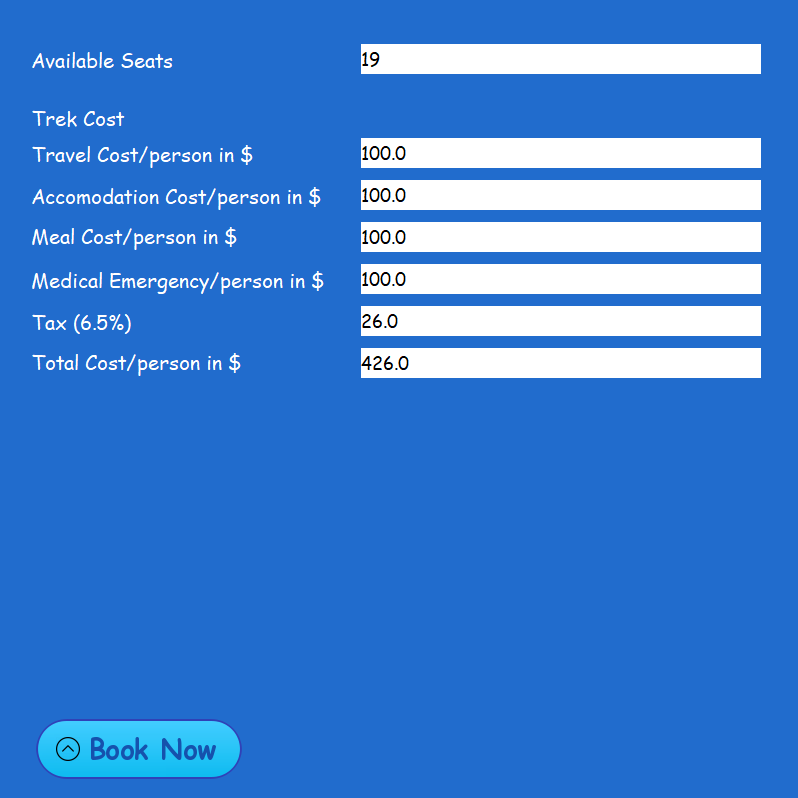 Available Seats 19
Trek Cost
Travel Cost/person in $ 100.0
Accomodation Cost/person in $ 100.0
Meal Cost/person in $ 100.0
Medical Emergency/person in $ 100.0
Tax (6.5%) 26.0
Total Cost/person in $ 426.0
Book Now